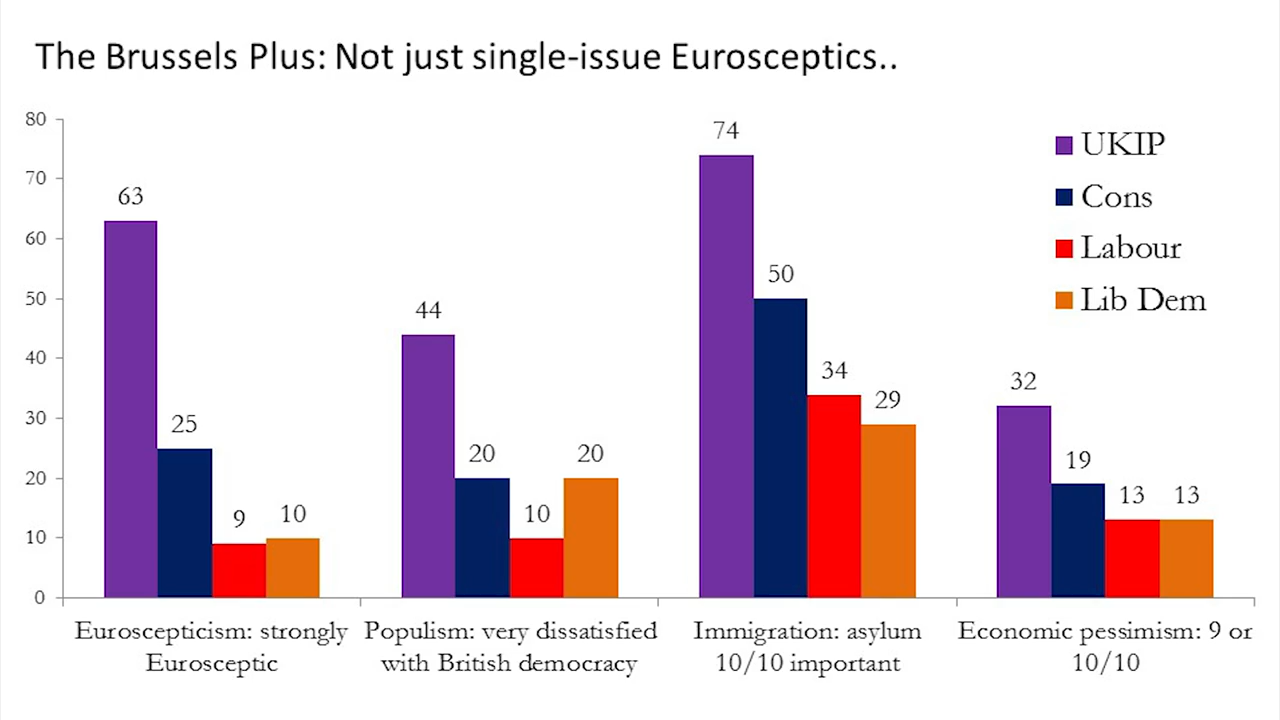 The Brussels Plus: Not just single-issue Eurosceptics..
80
70
60
50
40
30
20
10
0
63
25
9
10
44
20
10
20
74
50
34
29
32
19
13
13
UKIP
Cons
Labour
Lib Dem
Euroscepticism: strongly
Eurosceptic
Populism: very dissatisfied
with British democracy
Immigration: asylum
10/10 important
Economic pessimism: 9 or
10/10